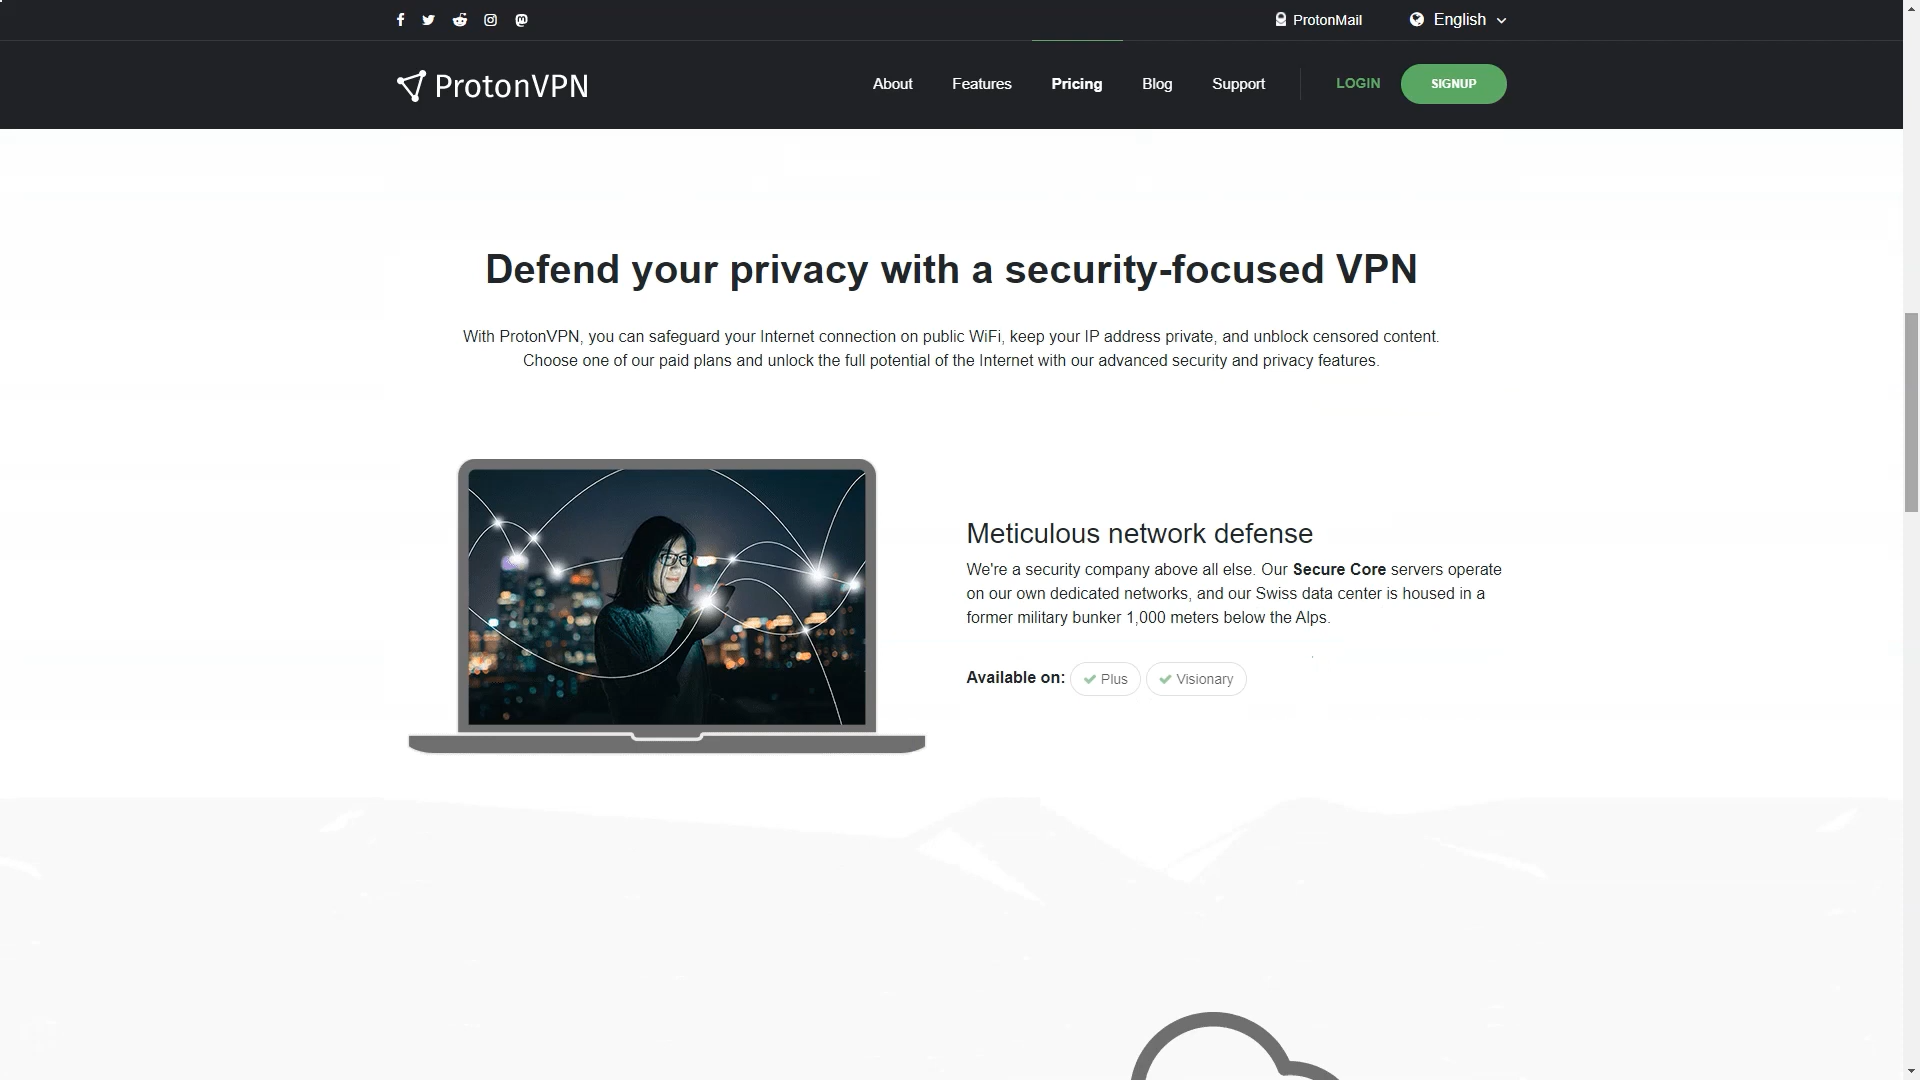 ProtonMail
English
ProtonVPN
About
Features
Pricing
Blog
Support
LOGIN
SIGNUP
Defend your privacy with a security-focused VPN
With ProtonVPN, you can safeguard your Internet connection on public WiFi, keep your IP address private, and unblock censored content.
Choose one of our paid plans and unlock the full potential of the Internet with our advanced security and privacy features.
Meticulous network defense
We're a security company above all else. Our Secure Core servers operate
on our own dedicated networks, and our Swiss data center is housed in a
former military bunker 1,000 meters below the Alps.
Available on: Plus Visionary